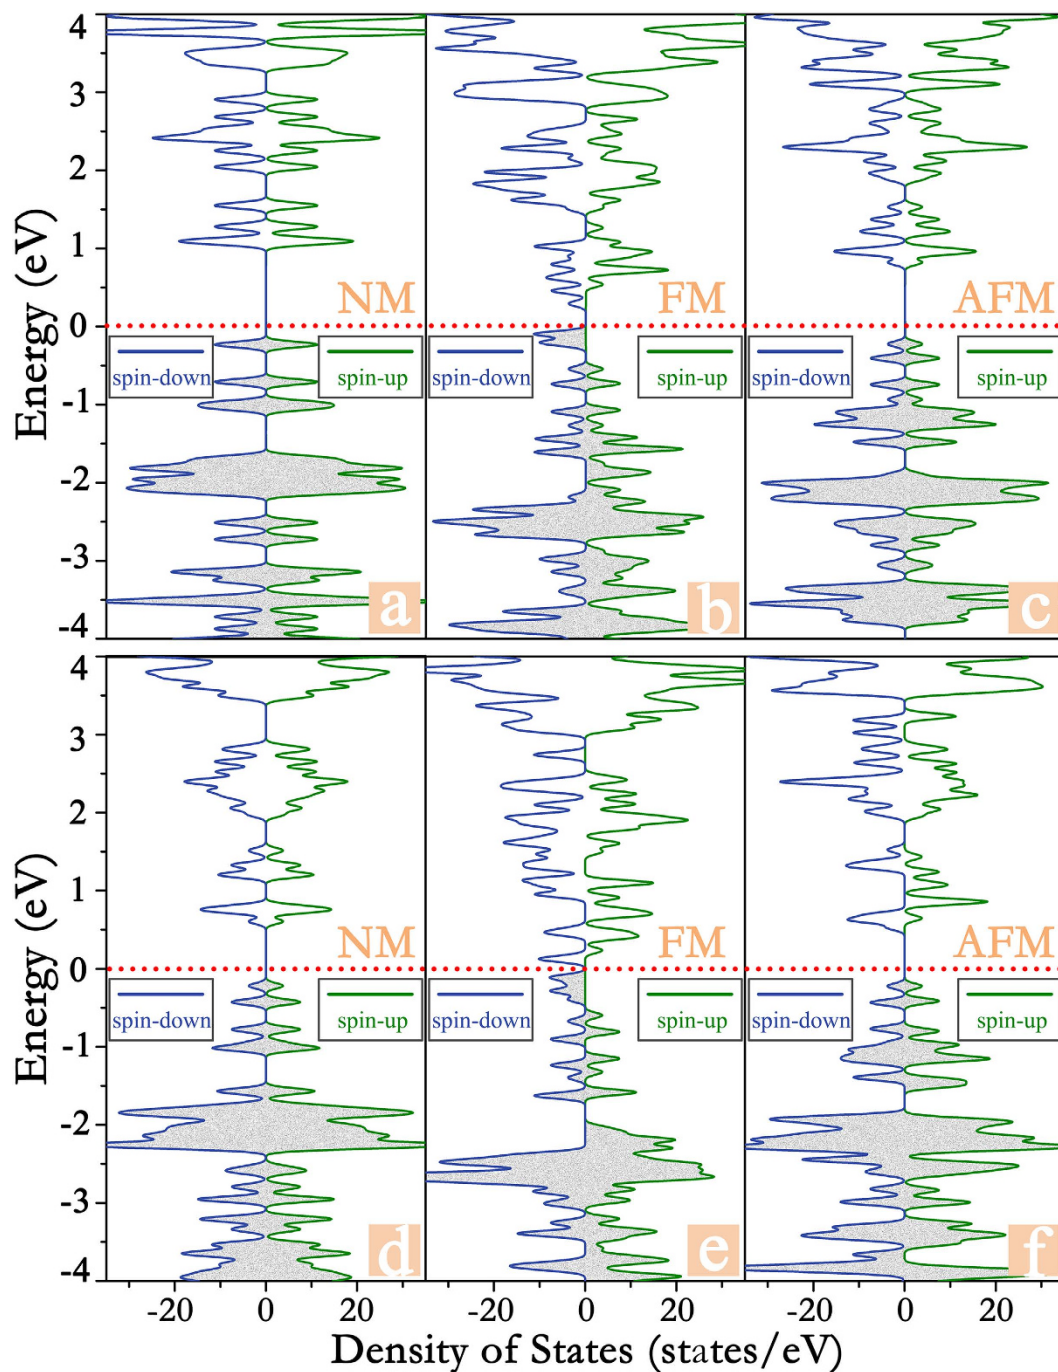 4
3
2
1
0
-1
-2
-3
-4
Energy (eV)
NM
spin-down
spin-up
a
FM
spin-down
spin-up
b
AFM
spin-down
spin-up
c
4
3
2
1
0
-1
-2
-3
-4
Energy (eV)
NM
spin-down
spin-up
d
FM
spin-down
spin-up
e
AFM
spin-down
spin-up
f
-20 0 20 -20 0 20 -20 0 20
Density of States (states/eV)